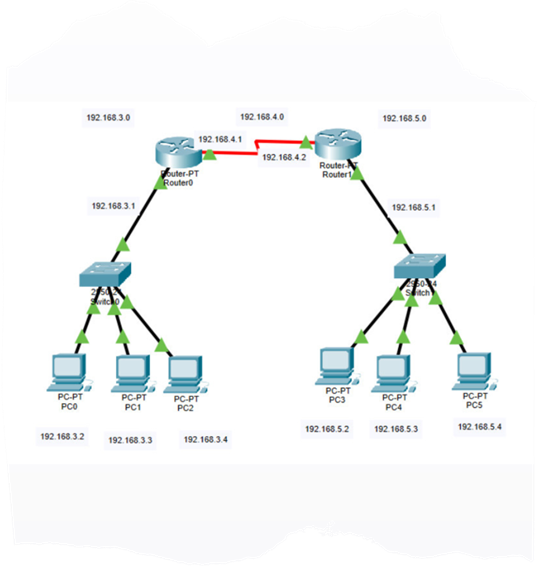 192.168.3.0
192.168.4.0
192.168.5.0
192.168.4.1
192.168.4.2
Router-PT
Router0
Router-PT
Router1
192.168.3.1
192.168.5.1
2950-24
Switch0
2950-24
Switch1
PC-PT
PC0
PC-PT
PC1
PC-PT
PC2
PC-PT
PC3
PC-PT
PC4
PC-PT
PC5
192.168.3.2
192.168.3.3
192.168.3.4
192.168.5.2
192.168.5.3
192.168.5.4